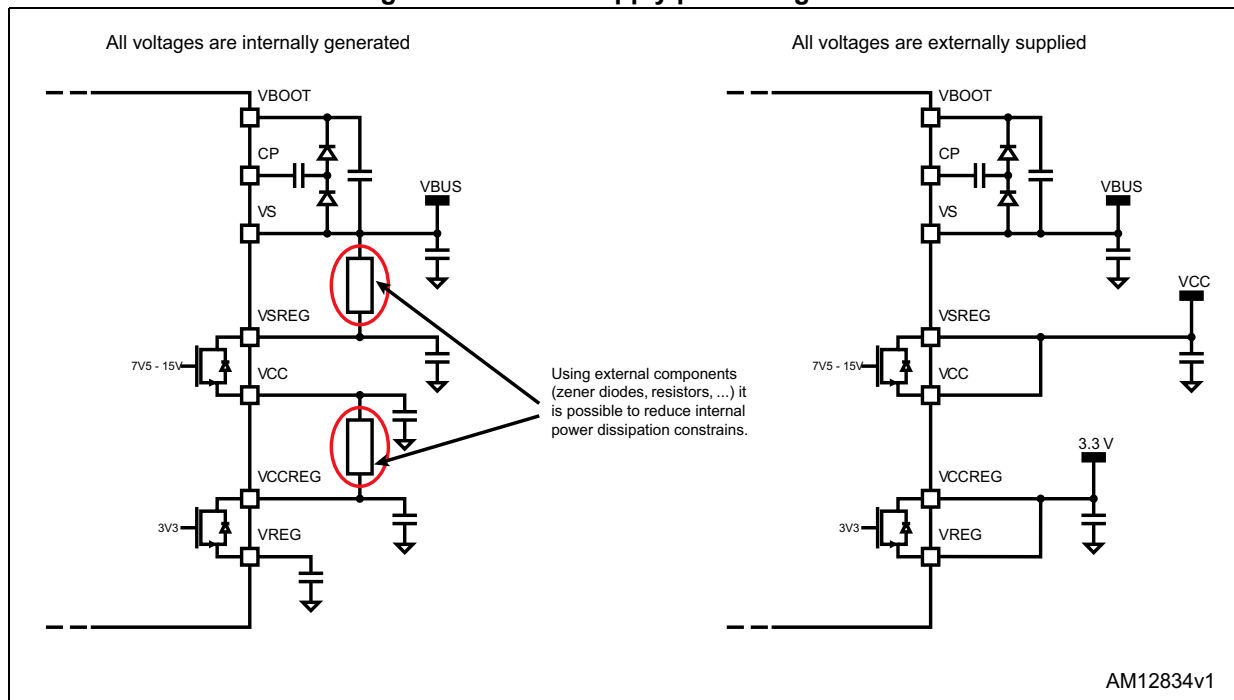 All voltages are internally generated
VBOOT
CP
VS
VBUS
VSREG
7V5 - 15V
VCC
VCCREG
3V3
VREG
Using external components
(zener diodes, resistors, ...) it
is possible to reduce internal
power dissipation constrains.
All voltages are externally supplied
VBOOT
CP
VS
VBUS
VCC
VSREG
7V5 - 15V
VCC
3.3 V
VCCREG
3V3
VREG
AM12834v1